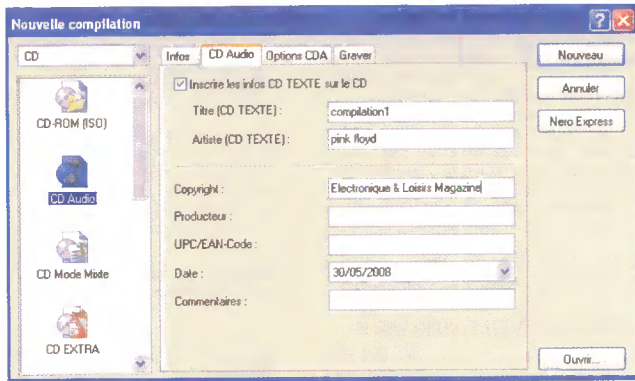 Nouvelle compilation
CD
CD-ROM (ISO)
CD Audio
CD Mode Mixte
CD EXTRA
Infos CD Audio Options CDA Graver
Inscrire les infos CD TEXTE sur le CD
Titre (CD TEXTE) : compilation1
Artiste (CD TEXTE) : pink floyd
Copyright : Electronique & Loisirs Magazine
Producteur :
UPC/EAN-Code :
Date : 30/05/2008
Commentaires :
Nouveau
Annuler
Nero Express
Ouvrir...